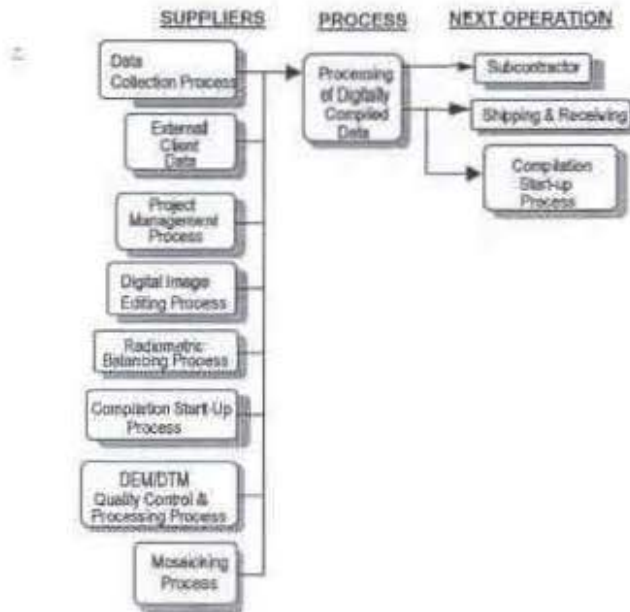 SUPPLIERS
PROCESS
NEXT OPERATION
Data
Collection Process
External
Client
Data
Project
Management
Process
Digital Image
Editing Process
Radiometric
Balancing Process
Compilation Start-Up
Process
DEM/DTM
Quality Control &
Processing Process
Mosaicking
Process
Processing
of Digitally
Compiled
Data
Subcontractor
Shipping & Receiving
Compilation
Start-up
Process